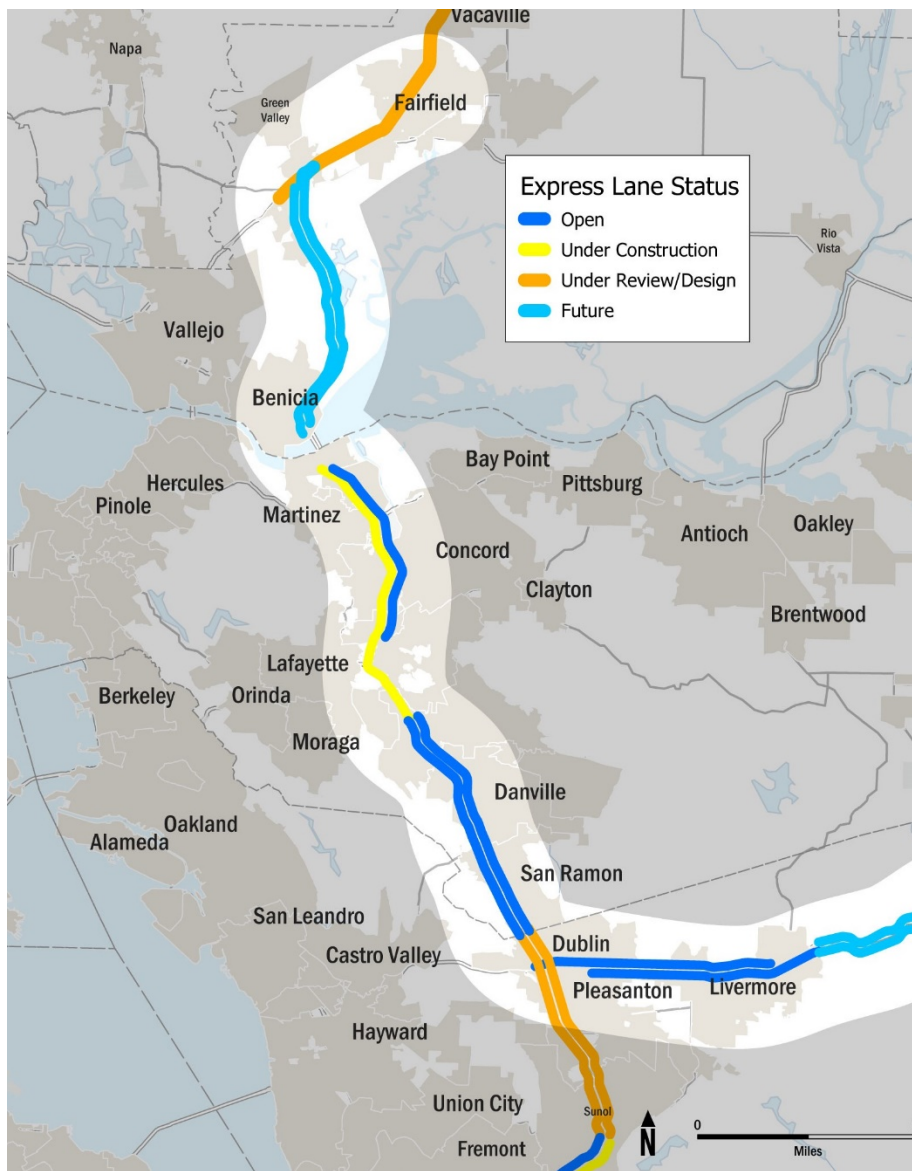 Vacaville
Napa
Green
Valley
Fairfield
Express Lane Status
Open
Under Construction
Under Review/Design
Future
Rio
Vista
Vallejo
Benicia
Bay Point
Hercules
Pittsburg
Pinole
Martinez
Oakley
Antioch
Concord
Clayton
Brentwood
Lafayette
Berkeley
Orinda
Moraga
Danville
Oakland
Alameda
San Ramon
San Leandro
Castro Valley
Dublin
Pleasanton
Livermore
Hayward
Union City
Sunol
Fremont
N
0
Miles